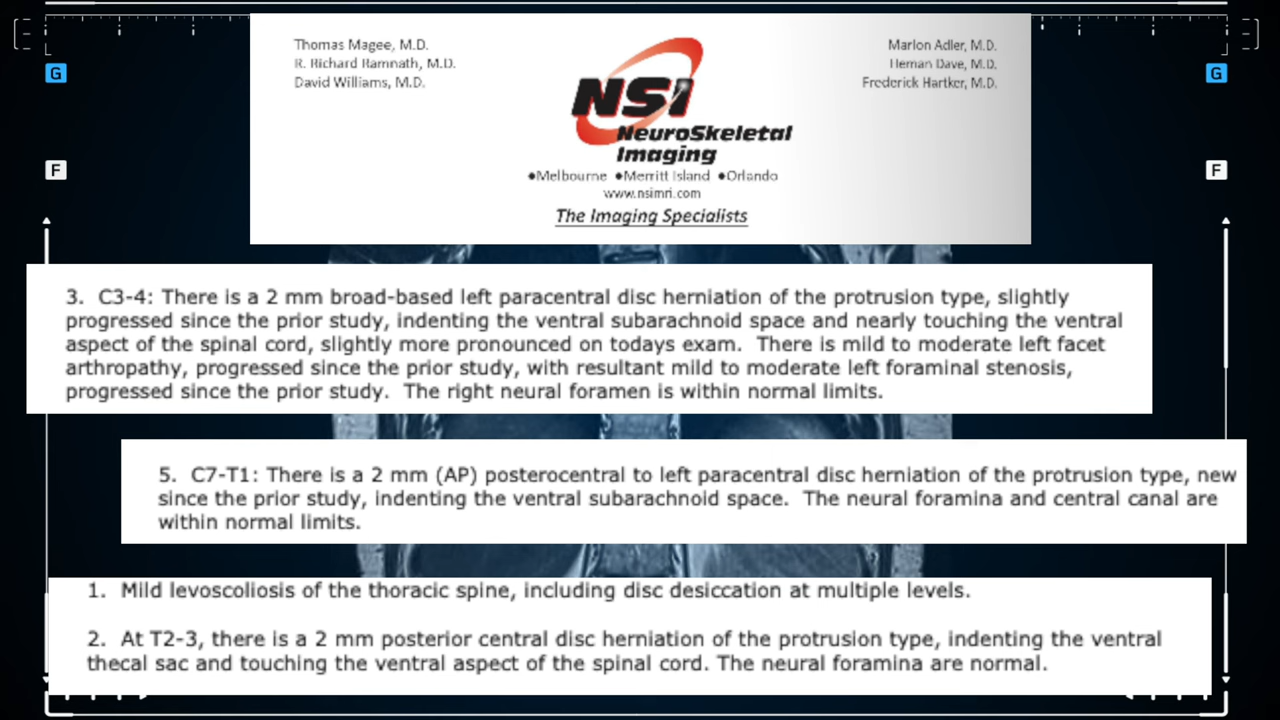 G
G
F
F
Thomas Magee, M.D.
R. Richard Ramnath, M.D.
David Williams, M.D.
Marlon Adler, M.D.
Heman Dave, M.D.
Frederick Hartker, M.D.
NSI
NeuroSkeletal
Imaging
●Melbourne ●Merritt Island ●Orlando
www.nsimri.com
The Imaging Specialists
3. C3-4: There is a 2 mm broad-based left paracentral disc herniation of the protrusion type, slightly
progressed since the prior study, indenting the ventral subarachnoid space and nearly touching the ventral
aspect of the spinal cord, slightly more pronounced on todays exam. There is mild to moderate left facet
arthropathy, progressed since the prior study, with resultant mild to moderate left foraminal stenosis,
progressed since the prior study. The right neural foramen is within normal limits.
5. C7-T1: There is a 2 mm (AP) posterocentral to left paracentral disc herniation of the protrusion type, new
since the prior study, indenting the ventral subarachnoid space. The neural foramina and central canal are
within normal limits.
1. Mild levoscoliosis of the thoracic spine, including disc desiccation at multiple levels.
2. At T2-3, there is a 2 mm posterior central disc herniation of the protrusion type, indenting the ventral
thecal sac and touching the ventral aspect of the spinal cord. The neural foramina are normal.